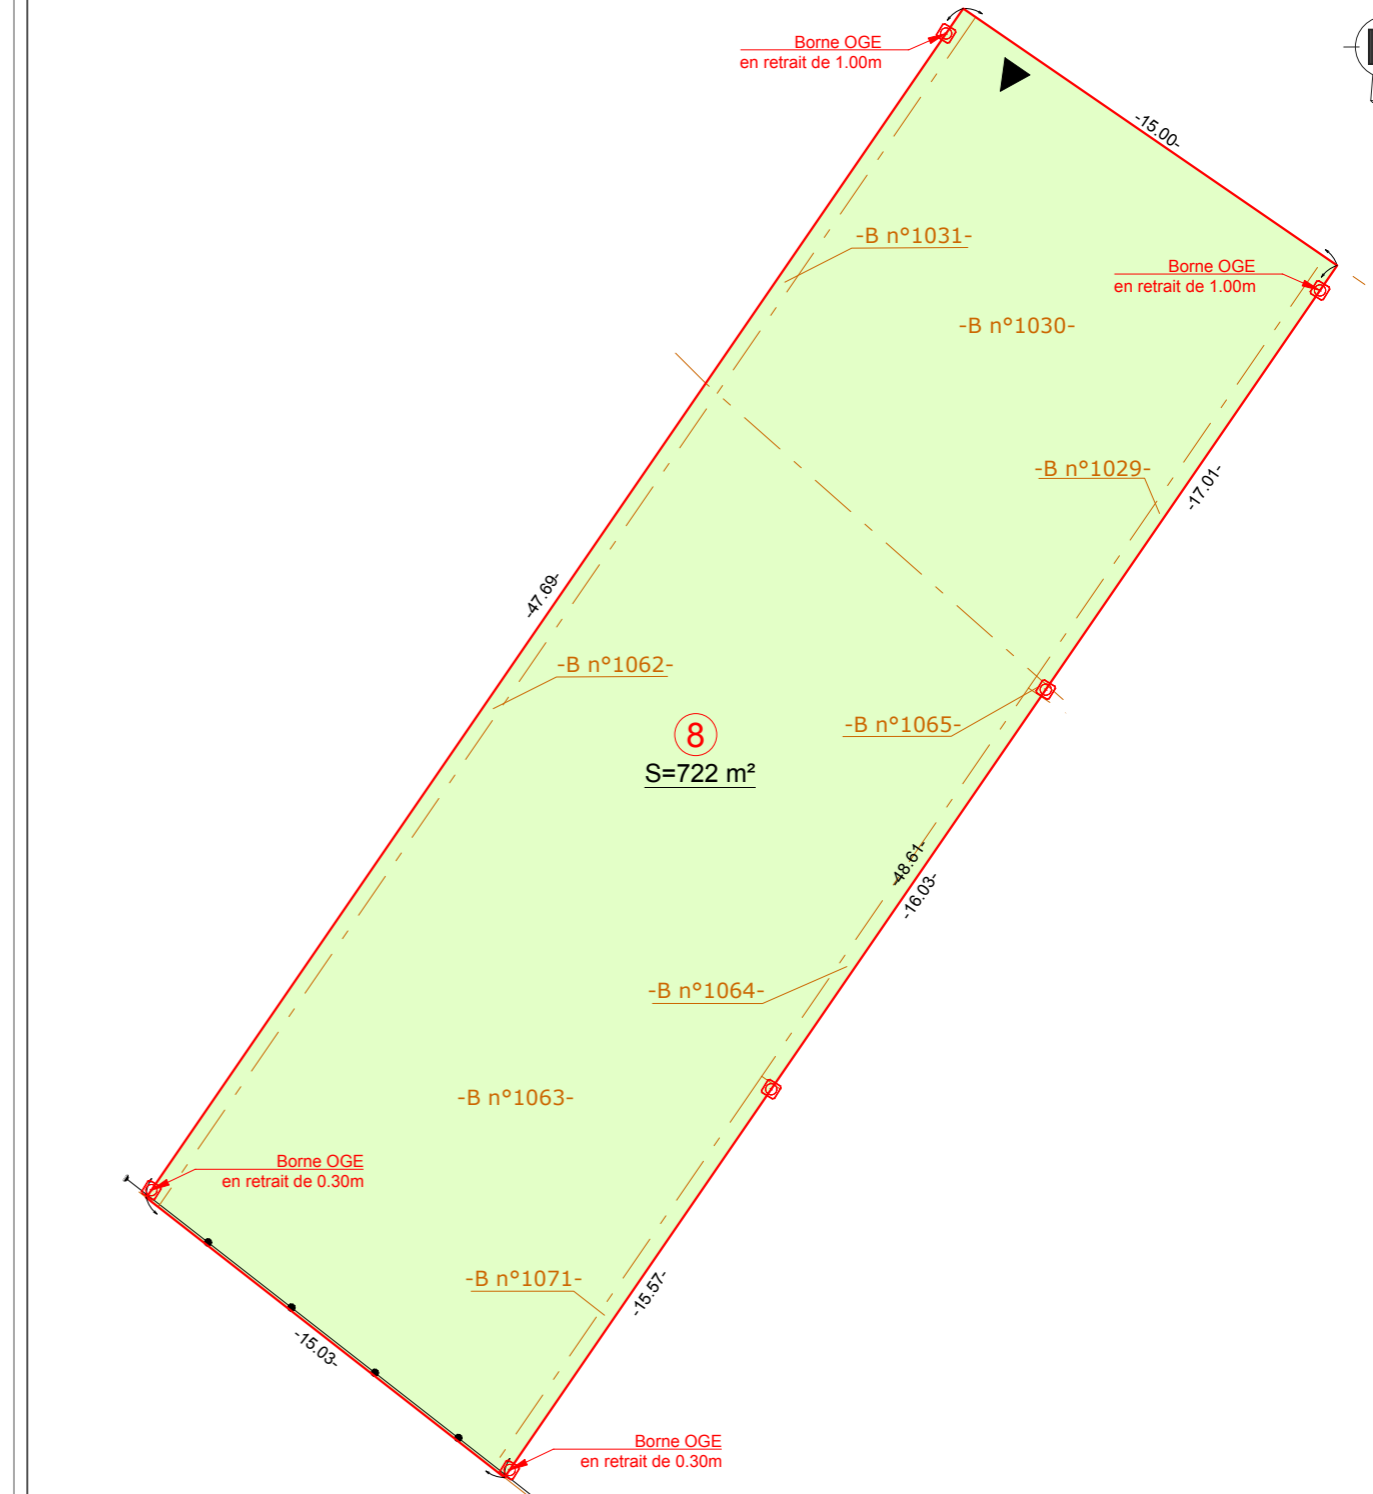 Borne OGE
en retrait de 1.00m
-15.00-
-B n°1031-
Borne OGE
en retrait de 1.00m
-B n°1030-
-B n°1029-
-17.01-
-47.69-
-B n°1062-
-B n°1065-
8
S=722 m²
-48.61-
-16.03-
-B n°1064-
-B n°1063-
Borne OGE
en retrait de 0.30m
-B n°1071-
-15.57-
-15.03-
Borne OGE
en retrait de 0.30m